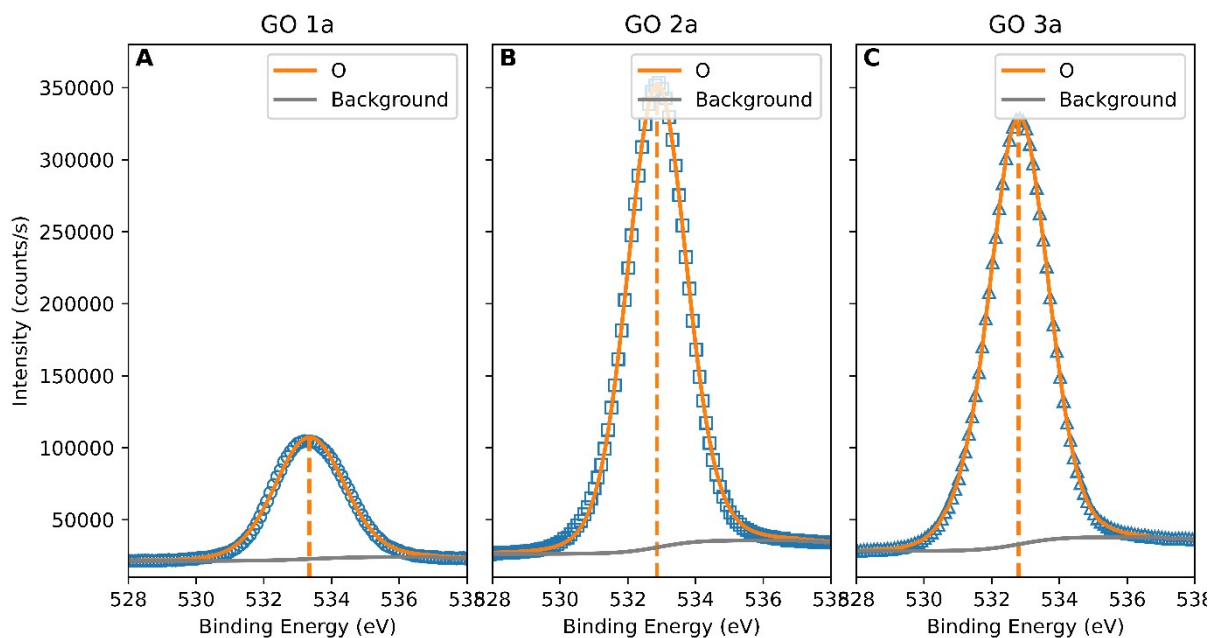 GO 1a
GO 2a
GO 3a
A
O
Background
B
O
Background
C
O
Background
350000
300000
250000
200000
150000
100000
50000
Intensity (counts/s)
528
530
532
534
536
538
528
530
532
534
536
538
528
530
532
534
536
538
Binding Energy (eV)
Binding Energy (eV)
Binding Energy (eV)